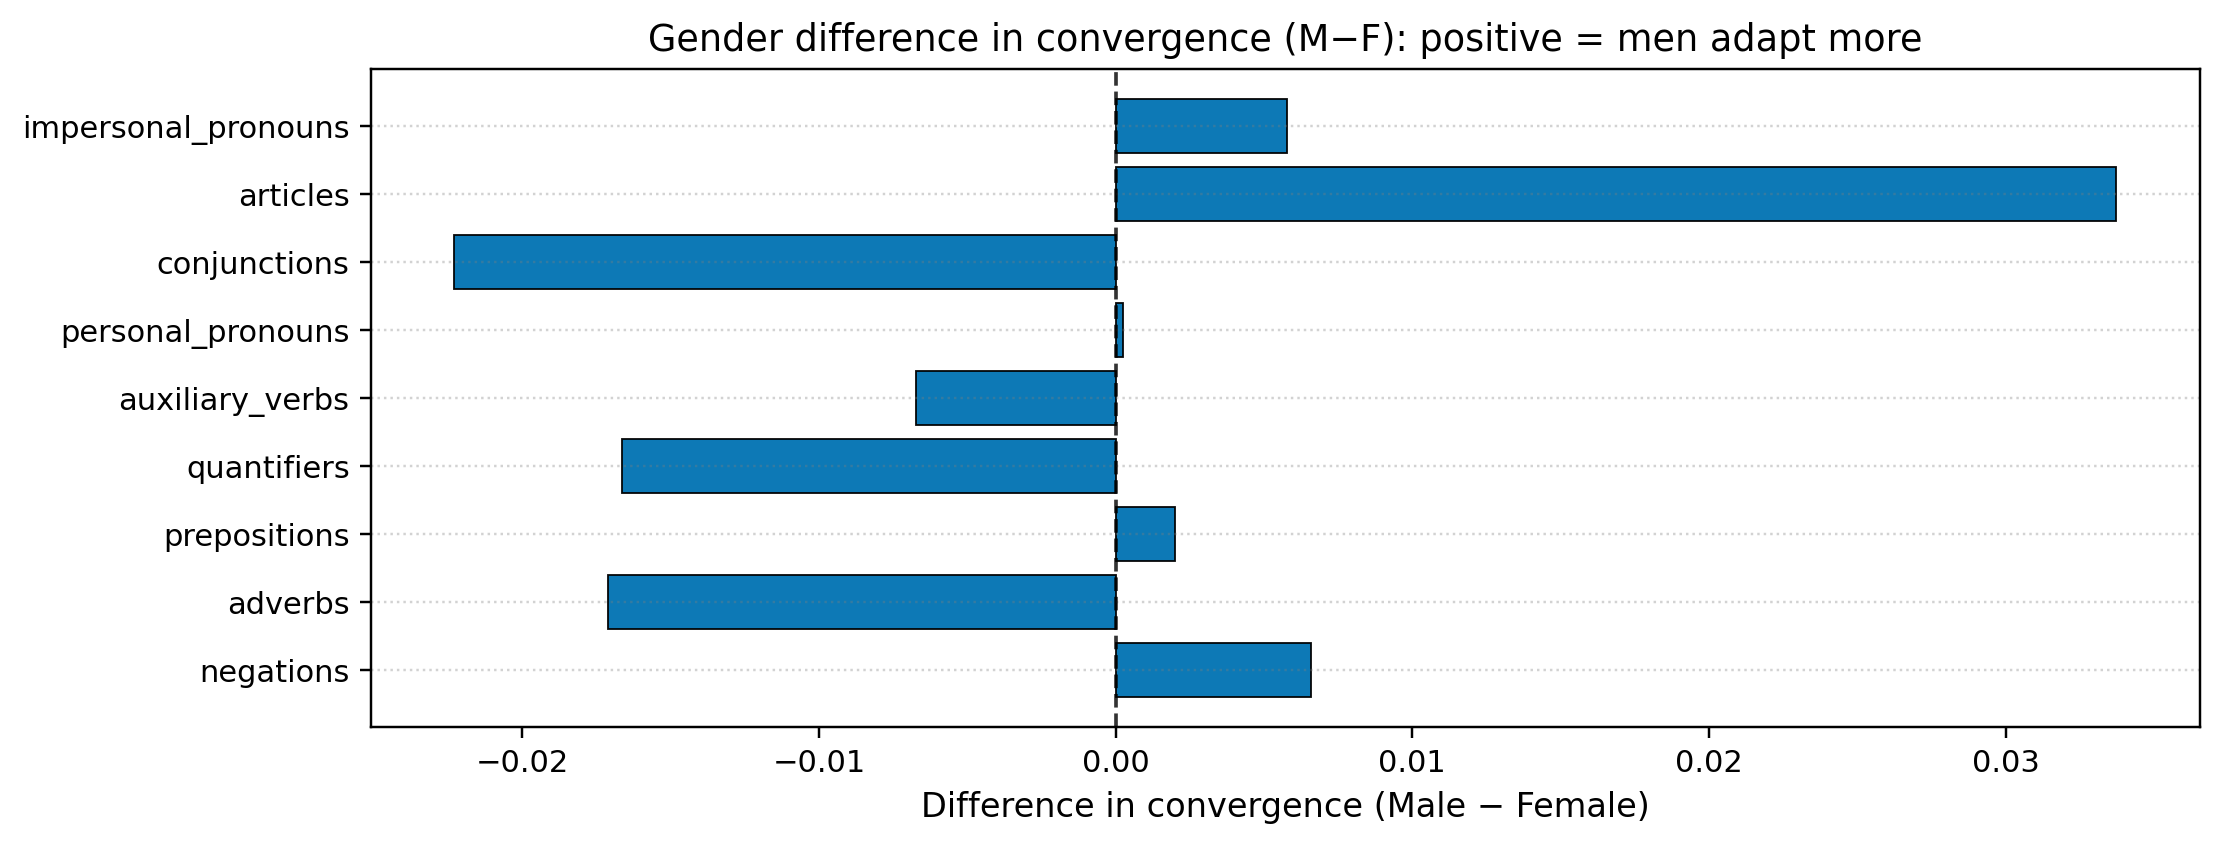 Gender difference in convergence (M−F): positive = men adapt more
impersonal_pronouns
articles
conjunctions
personal_pronouns
auxiliary_verbs
quantifiers
prepositions
adverbs
negations
−0.02 −0.01 0.00 0.01 0.02 0.03
Difference in convergence (Male − Female)